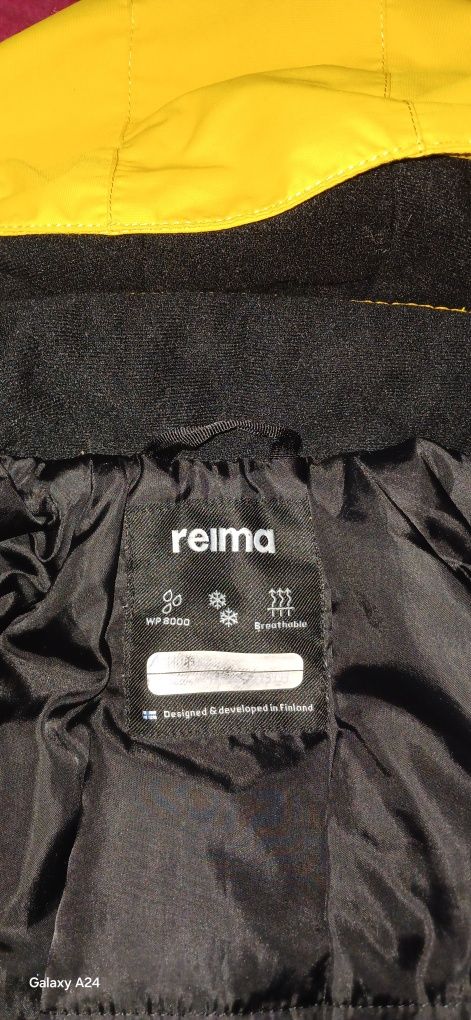 reima
WP 8000
Breathable
Designed & developed in Finland
Galaxy A24